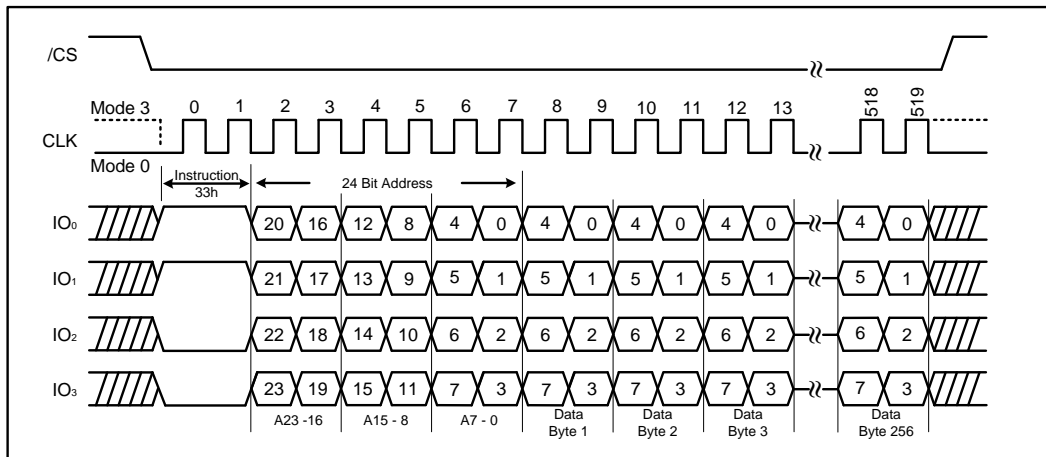 /CS
Mode 3
0 1 2 3 4 5 6 7 8 9 10 11 12 13 518 519
CLK
Mode 0
Instruction
33h
24 Bit Address
IO0 20 16 12 8 4 0 4 0 4 0 4 0 4 0
IO1 21 17 13 9 5 1 5 1 5 1 5 1 5 1
IO2 22 18 14 10 6 2 6 2 6 2 6 2 6 2
IO3 23 19 15 11 7 3 7 3 7 3 7 3 7 3
A23 -16 A15 - 8 A7 - 0 Data Data Data Data
Byte 1 Byte 2 Byte 3 Byte 256